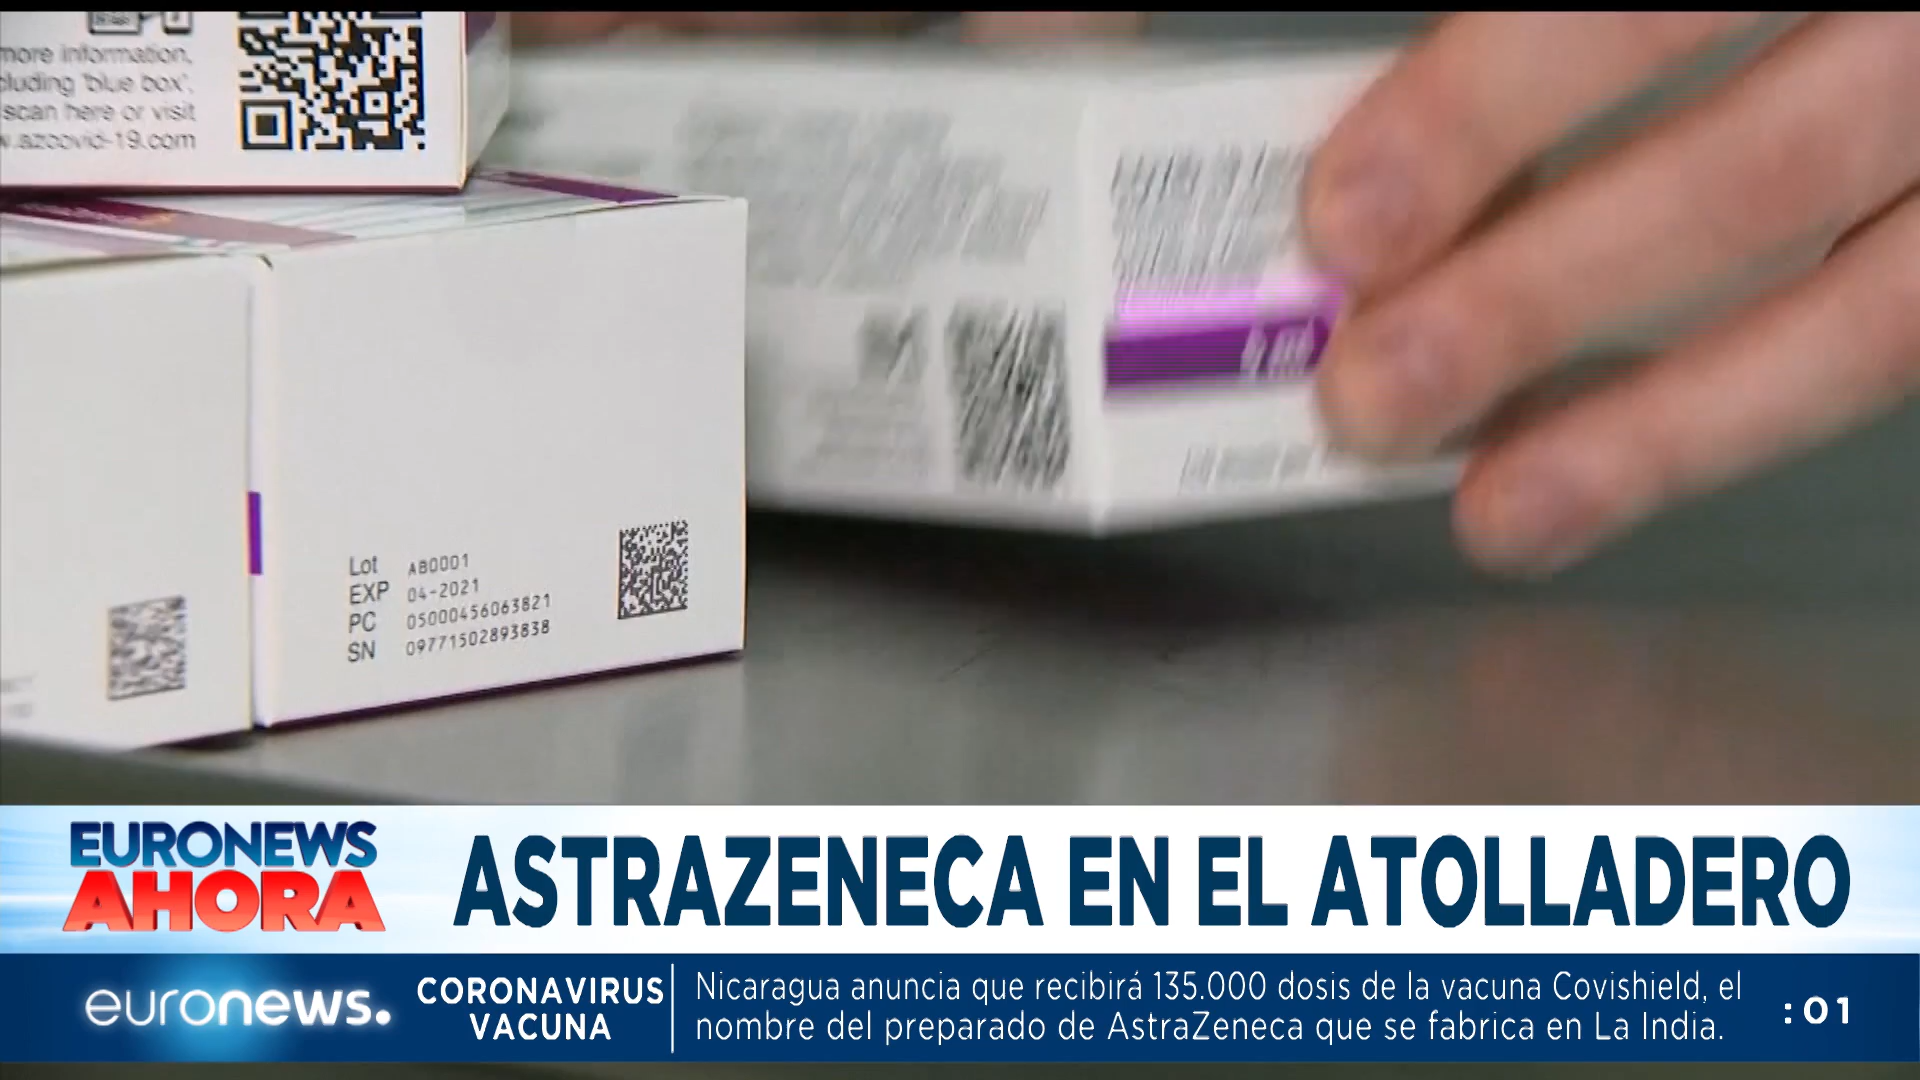 more information,
cluding 'blue box'.
scan here or visit
w.azcovid-19.com
Lot AB0001
EXP 04-2021
PC 05000456063821
SN 09771502893838
EURONEWS
AHORA
ASTRAZENECA EN EL ATOLLADERO
euronews.
CORONAVIRUS
VACUNA
Nicaragua anuncia que recibirá 135.000 dosis de la vacuna Covishield, el
nombre del preparado de AstraZeneca que se fabrica en La India.
:01